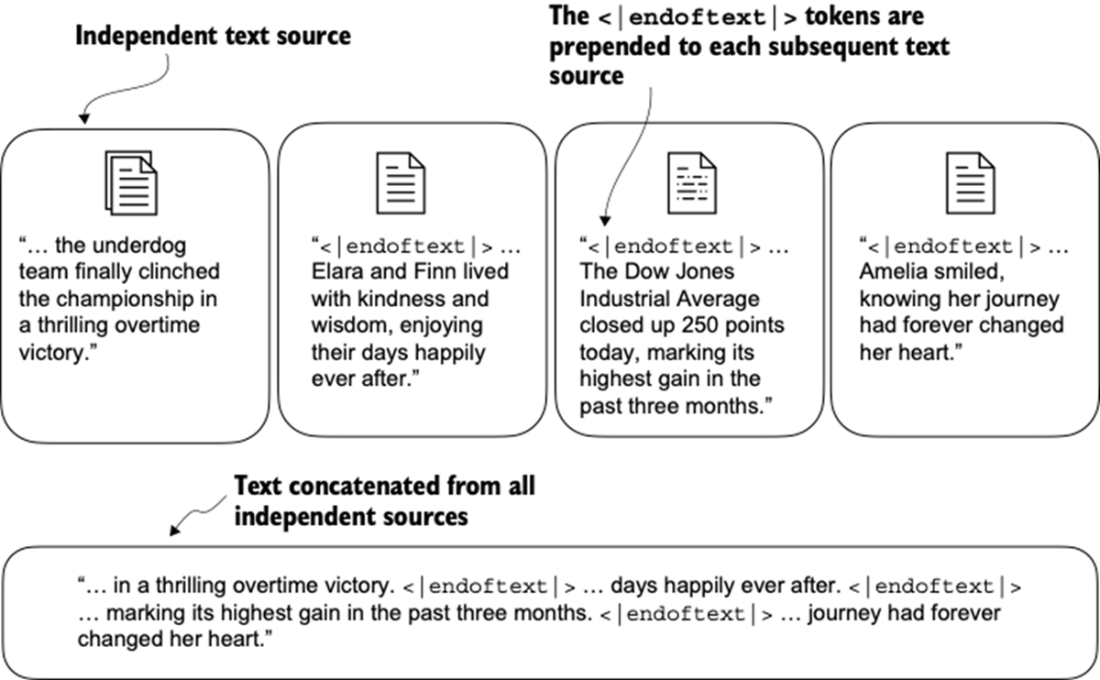 Independent text source
The <|endoftext|> tokens are
prepended to each subsequent text
source
“… the underdog
team finally clinched
the championship in
a thrilling overtime
victory.”
“<|endoftext|> …
Elara and Finn lived
with kindness and
wisdom, enjoying
their days happily
ever after.”
“<|endoftext|> …
The Dow Jones
Industrial Average
closed up 250 points
today, marking its
highest gain in the
past three months.”
“<|endoftext|> …
Amelia smiled,
knowing her journey
had forever changed
her heart.”
Text concatenated from all
independent sources
“… in a thrilling overtime victory. <|endoftext|> … days happily ever after. <|endoftext|>
… marking its highest gain in the past three months. <|endoftext|> … journey had forever
changed her heart.”